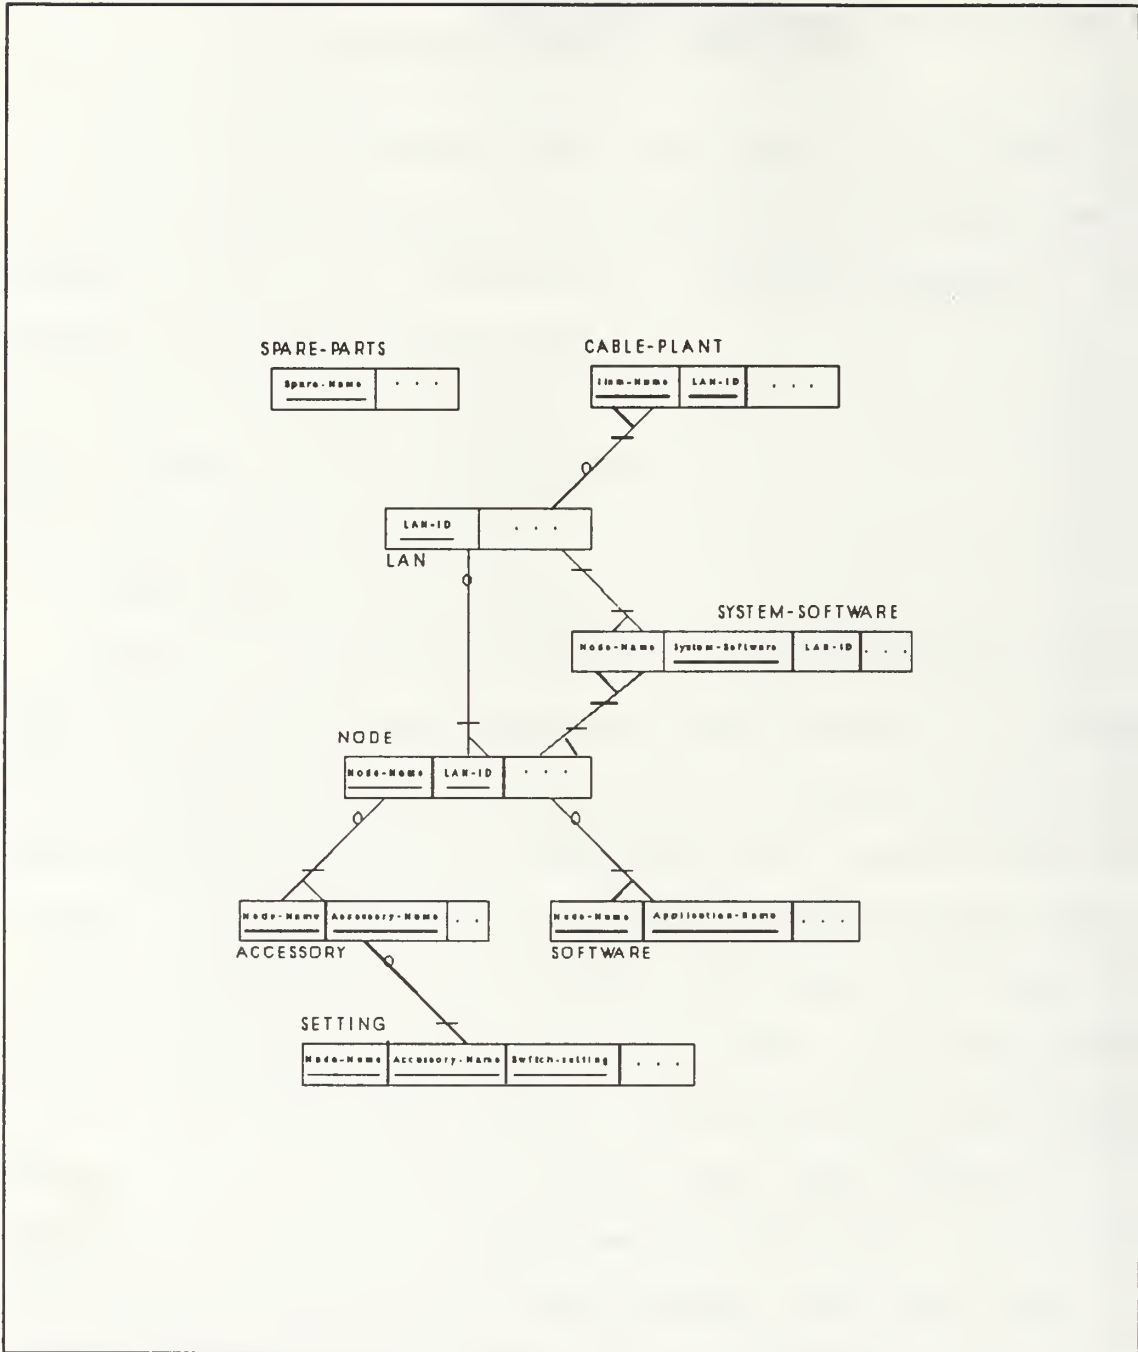 SPARE-PARTS
Spare-Name . . .
CABLE-PLANT
Item-Name LAN-ID . . .
LAN-ID . . .
LAN
SYSTEM-SOFTWARE
Node-Name System-Software LAN-ID . . .
NODE
Node-Name LAN-ID . . .
Node-Name Accessory-Name . .
ACCESSORY
Node-Name Application-Name . . .
SOFTWARE
SETTING
Node-Name Accessory-Name Switch-setting . . .